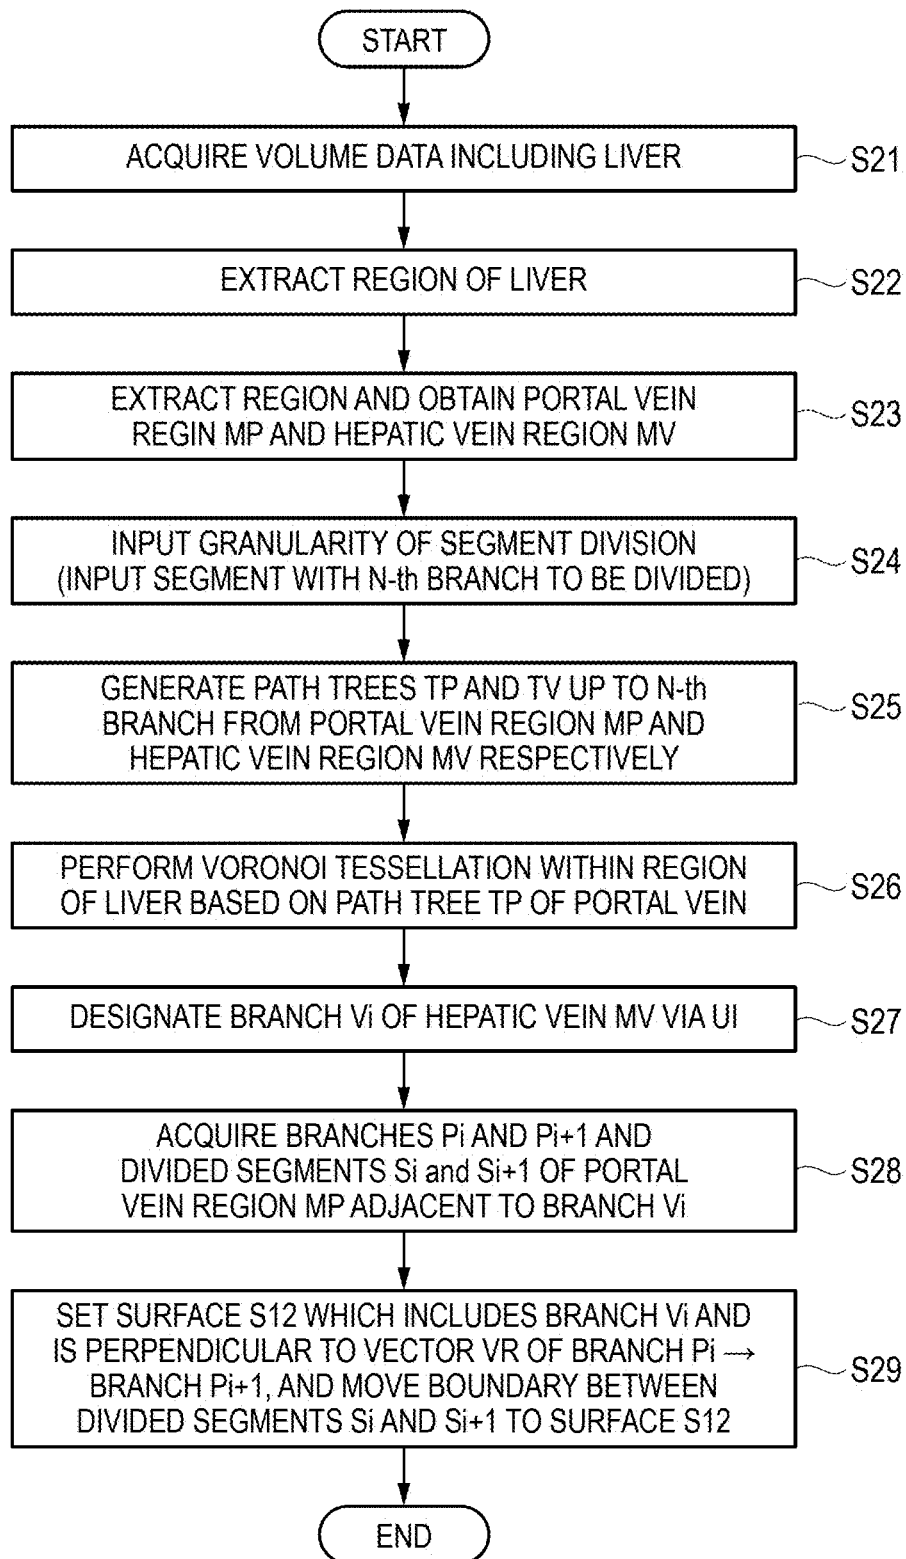 START
ACQUIRE VOLUME DATA INCLUDING LIVER
S21
EXTRACT REGION OF LIVER
S22
EXTRACT REGION AND OBTAIN PORTAL VEIN
REGIN MP AND HEPATIC VEIN REGION MV
S23
INPUT GRANULARITY OF SEGMENT DIVISION
(INPUT SEGMENT WITH N-th BRANCH TO BE DIVIDED)
S24
GENERATE PATH TREES TP AND TV UP TO N-th
BRANCH FROM PORTAL VEIN REGION MP AND
HEPATIC VEIN REGION MV RESPECTIVELY
S25
PERFORM VORONOI TESSELLATION WITHIN REGION
OF LIVER BASED ON PATH TREE TP OF PORTAL VEIN
S26
DESIGNATE BRANCH Vi OF HEPATIC VEIN MV VIA UI
S27
ACQUIRE BRANCHES Pi AND Pi+1 AND
DIVIDED SEGMENTS Si and Si+1 OF PORTAL
VEIN REGION MP ADJACENT TO BRANCH Vi
S28
SET SURFACE S12 WHICH INCLUDES BRANCH Vi AND
IS PERPENDICULAR TO VECTOR VR OF BRANCH Pi →
BRANCH Pi+1, AND MOVE BOUNDARY BETWEEN
DIVIDED SEGMENTS Si AND Si+1 TO SURFACE S12
S29
END